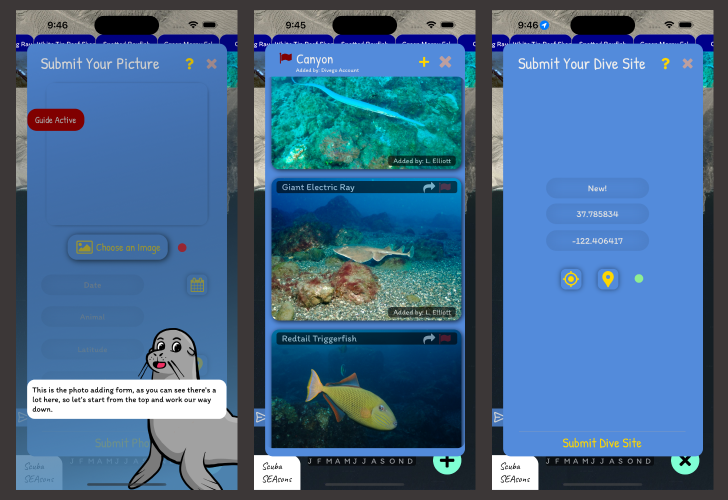 9:46
Submit Your Picture
?
Guide Active
Choose an Image
Date
Animal
Latitude
This is the photo adding form, as you can see there's a
lot here, so let's start from the top and work our way
down.
Submit Pho
Scuba
SEAsons
J F M A M J J A S O N D
9:45
Canyon
Added by: Divego Account
Added by: L. Elliott
Giant Electric Ray
Added by: L. Elliott
Redtail Triggerfish
Scuba
SEAsons
J F M A M J J A S O N D
9:46
Submit Your Dive Site
?
New!
37.785834
-122.406417
Submit Dive Site
Scuba
SEAsons
J F M A M J J A S O N D